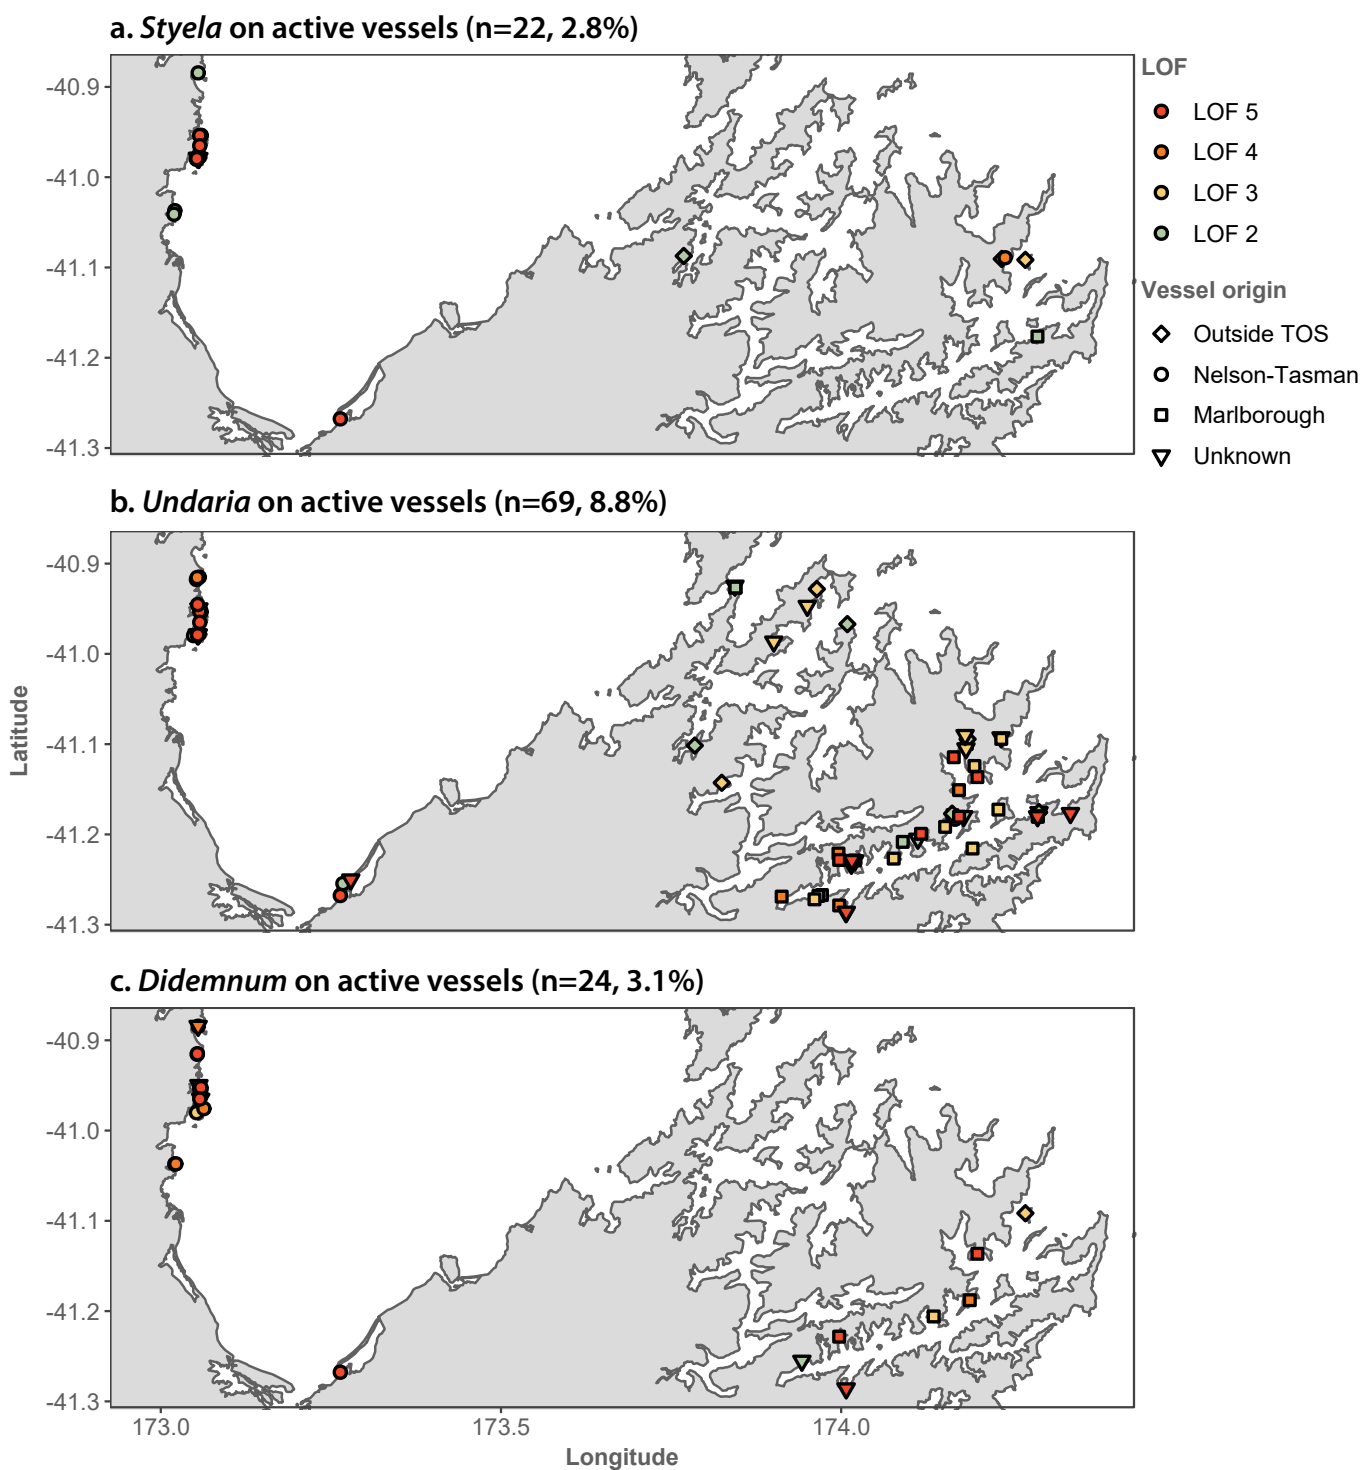 a. Styela on active vessels (n=22, 2.8%)
-40.9
-41.0
-41.1
-41.2
-41.3
LOF
LOF 5
LOF 4
LOF 3
LOF 2
Vessel origin
Outside TOS
Nelson-Tasman
Marlborough
Unknown
b. Undaria on active vessels (n=69, 8.8%)
-40.9
-41.0
-41.1
-41.2
-41.3
Latitude
c. Didemnum on active vessels (n=24, 3.1%)
-40.9
-41.0
-41.1
-41.2
-41.3
173.0
173.5
174.0
Longitude